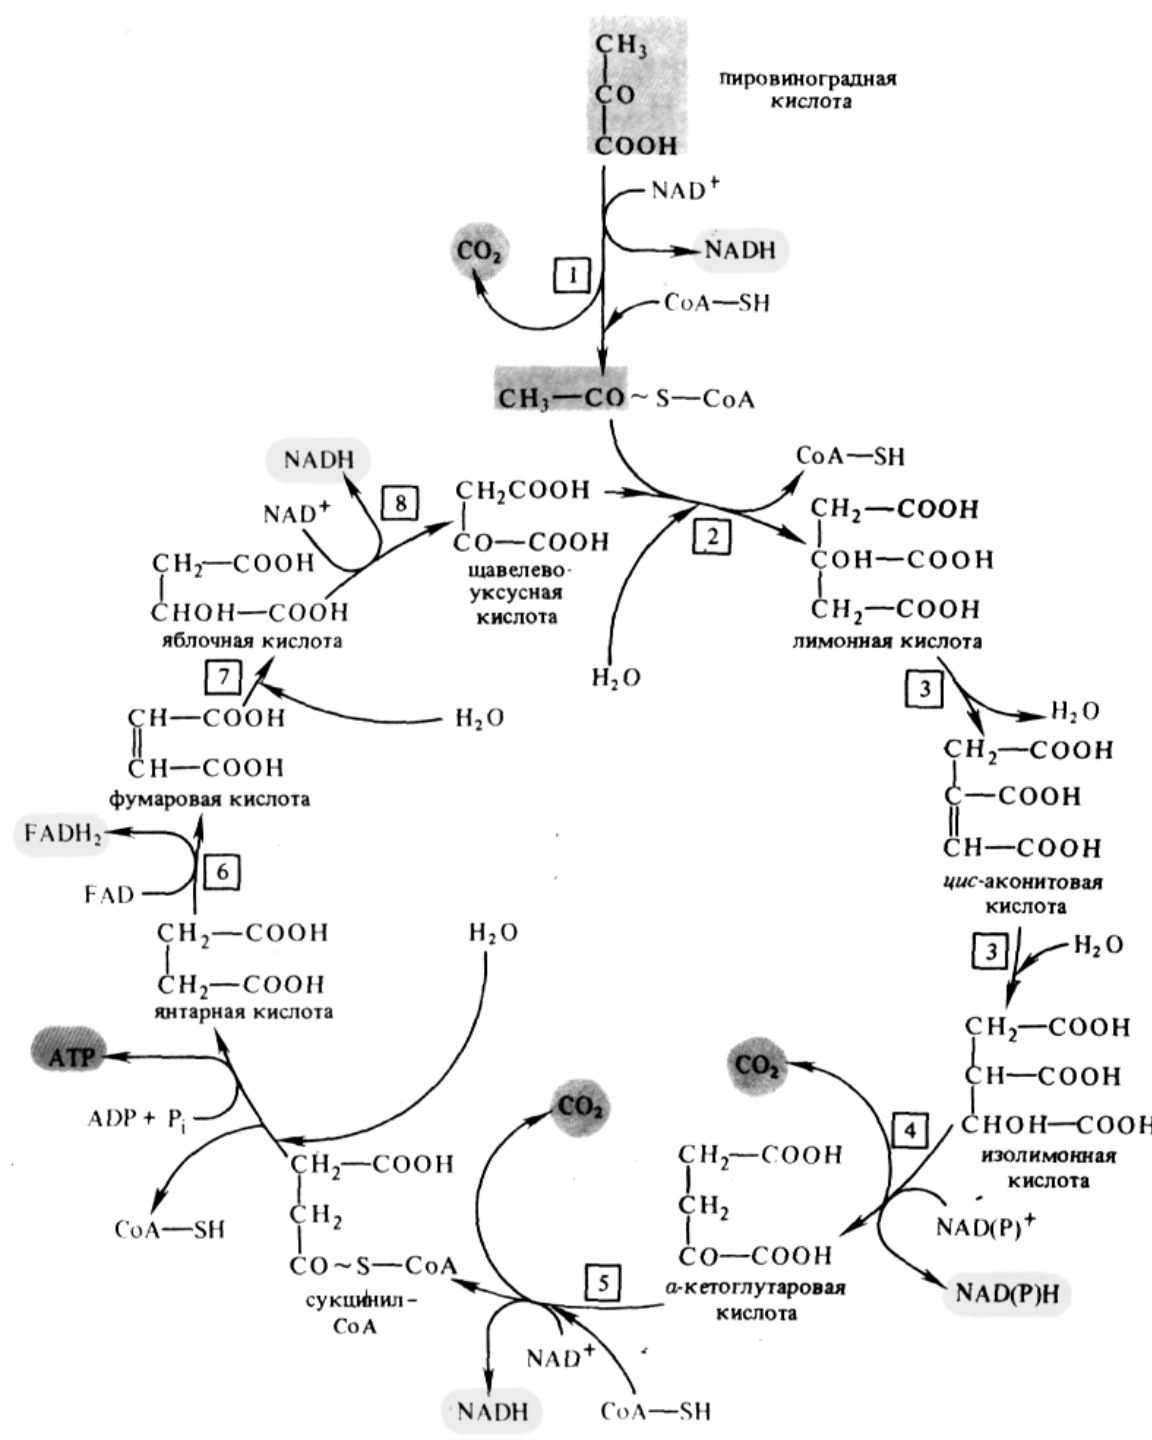 CH₃
CO
COOH
пировиноградная
кислота
NAD⁺
NADH
CO₂
1
CoA—SH
CH₃—CO~S—CoA
CoA—SH
NADH
NAD⁺
8
CH₂COOH
CO—COOH
щавелево-
уксусная
кислота
2
H₂O
CH₂—COOH
COH—COOH
CH₂—COOH
лимонная кислота
3
H₂O
CH₂—COOH
C—COOH
CH—COOH
цис-аконитовая
кислота
3
H₂O
CH₂—COOH
CH—COOH
CHOH—COOH
изолимонная
кислота
4
CO₂
NAD(P)⁺
NAD(P)H
CH₂—COOH
CH₂
CO—COOH
α-кетоглутаровая
кислота
5
CO₂
NAD⁺
NADH
CoA—SH
CH₂—COOH
CH₂
CO~S—CoA
сукцинил-
CoA
H₂O
CoA—SH
ADP + Pᵢ
ATP
CH₂—COOH
CH₂—COOH
янтарная кислота
6
FAD
FADH₂
CH—COOH
CH—COOH
фумаровая кислота
7
H₂O
CH₂—COOH
CHOH—COOH
яблочная кислота